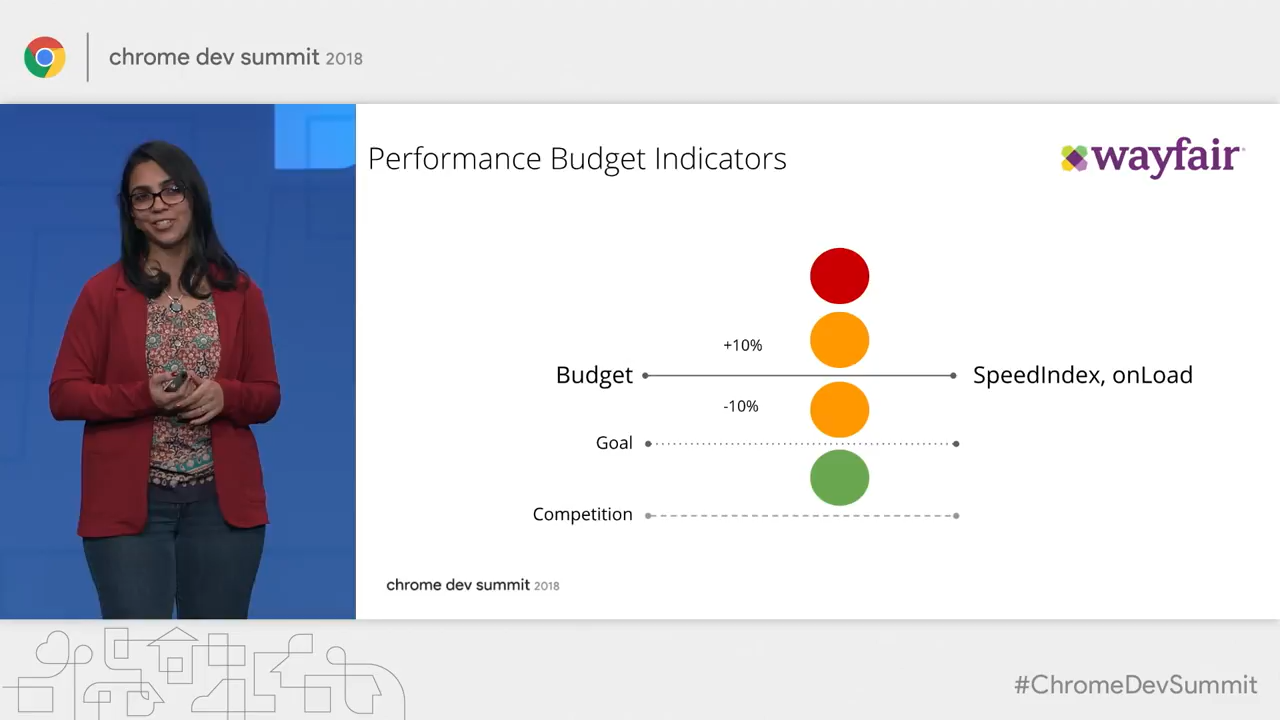 chrome dev summit 2018
Performance Budget Indicators
wayfair
+10%
Budget
SpeedIndex, onLoad
-10%
Goal
Competition
chrome dev summit 2018
#ChromeDevSummit